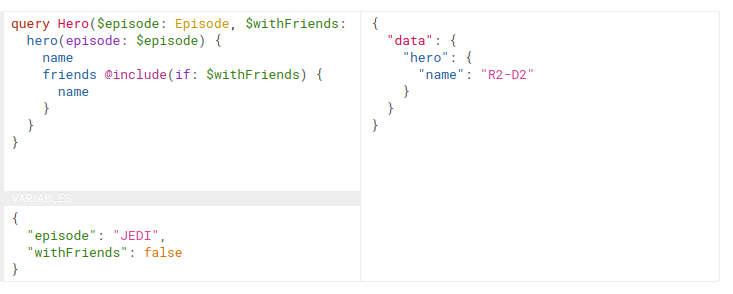 query Hero($episode: Episode, $withFriends:
  hero(episode: $episode) {
    name
    friends @include(if: $withFriends) {
      name
    }
  }
}
VARIABLES
{
  "episode": "JEDI",
  "withFriends": false
}
{
  "data": {
    "hero": {
      "name": "R2-D2"
    }
  }
}